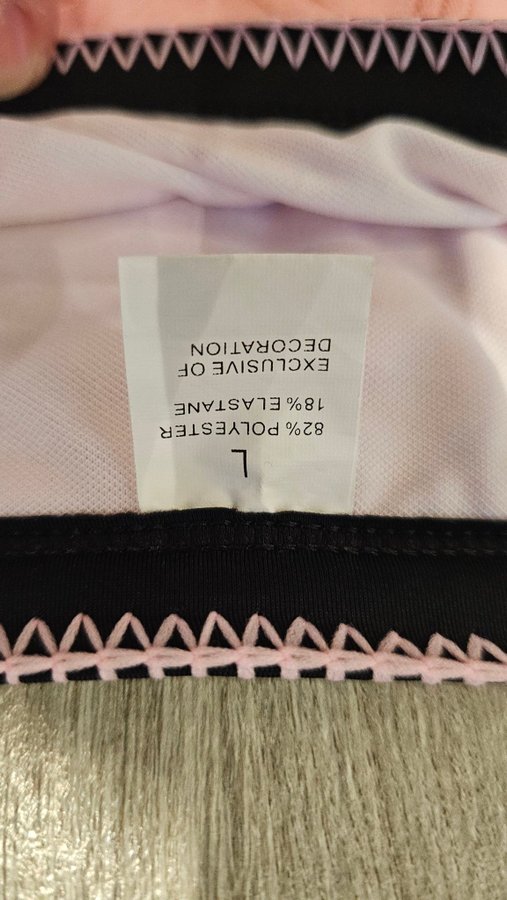 L
82% POLYESTER
18% ELASTANE
EXCLUSIVE OF
DECORATION